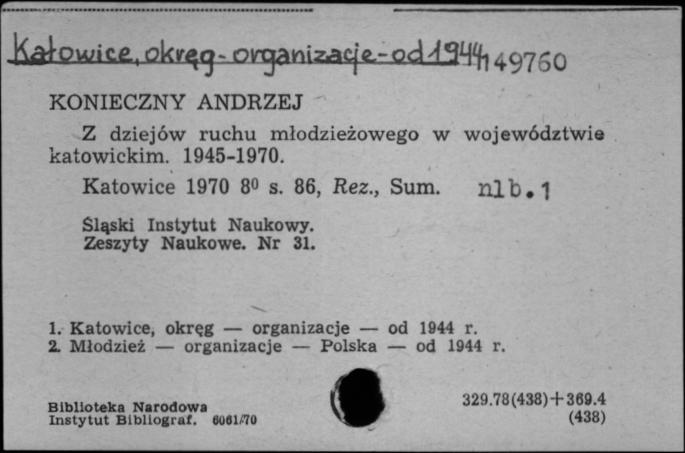 Katowice, okręg - organizacje - od 1944 r.
149760
KONIECZNY ANDRZEJ
Z dziejów ruchu młodzieżowego w województwie
katowickim. 1945-1970.
Katowice 1970 8º s. 86, Rez., Sum. nlb. 1
Śląski Instytut Naukowy.
Zeszyty Naukowe. Nr 31.
1. Katowice, okręg — organizacje — od 1944 r.
2. Młodzież — organizacje — Polska — od 1944 r.
Biblioteka Narodowa
Instytut Bibliograf. 6061/70
329.78(438)+369.4
(438)